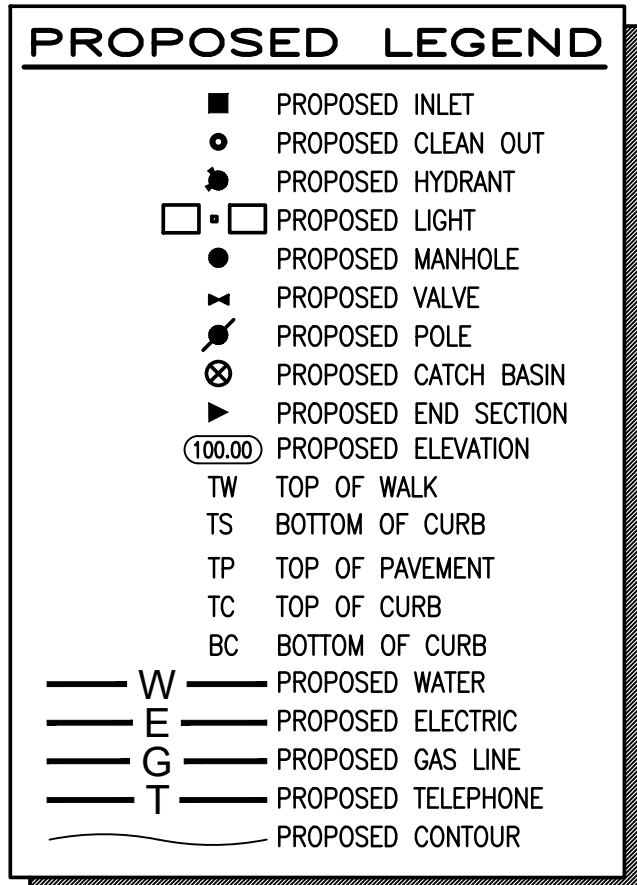 PROPOSED LEGEND
PROPOSED INLET
PROPOSED CLEAN OUT
PROPOSED HYDRANT
PROPOSED LIGHT
PROPOSED MANHOLE
PROPOSED VALVE
PROPOSED POLE
PROPOSED CATCH BASIN
PROPOSED END SECTION
100.00 PROPOSED ELEVATION
TW TOP OF WALK
TS BOTTOM OF CURB
TP TOP OF PAVEMENT
TC TOP OF CURB
BC BOTTOM OF CURB
W PROPOSED WATER
E PROPOSED ELECTRIC
G PROPOSED GAS LINE
T PROPOSED TELEPHONE
PROPOSED CONTOUR